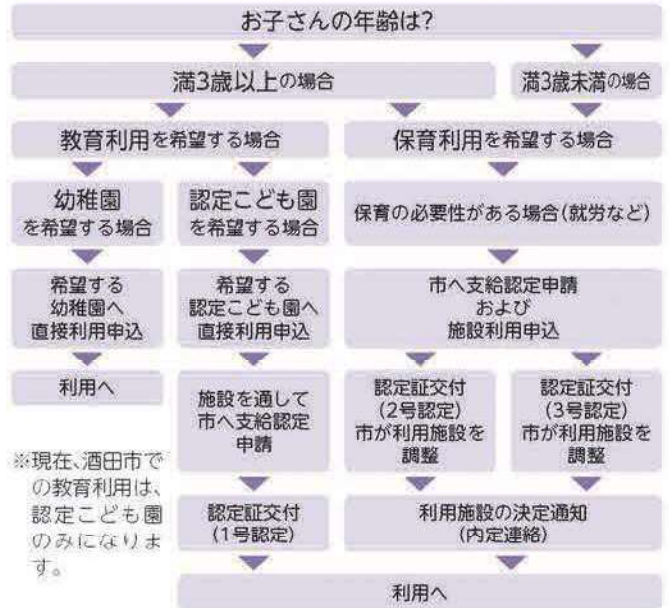 お子さんの年齢は?
満3歳以上の場合
満3歳未満の場合
教育利用を希望する場合
保育利用を希望する場合
幼稚園
を希望する場合
認定こども園
を希望する場合
保育の必要性がある場合(就労など)
希望する
幼稚園へ
直接利用申込
希望する
認定こども園へ
直接利用申込
市へ支給認定申請
および
施設利用申込
利用へ
施設を通して
市へ支給認定
申請
認定証交付
(2号認定)
市が利用施設を
調整
認定証交付
(3号認定)
市が利用施設を
調整
※現在、酒田市で
の教育利用は、
認定こども園
のみになりま
す。
認定証交付
(1号認定)
利用施設の決定通知
(内定連絡)
利用へ